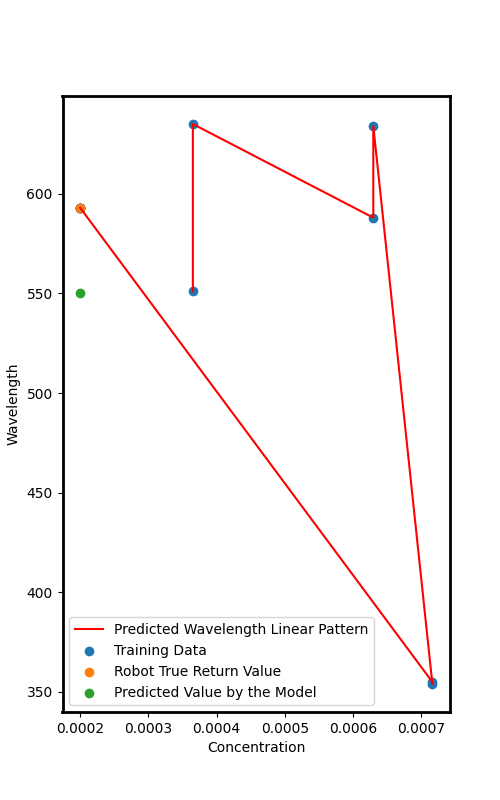 600
550
500
450
400
350
Wavelength
Predicted Wavelength Linear Pattern
Training Data
Robot True Return Value
Predicted Value by the Model
0.0002 0.0003 0.0004 0.0005 0.0006 0.0007
Concentration